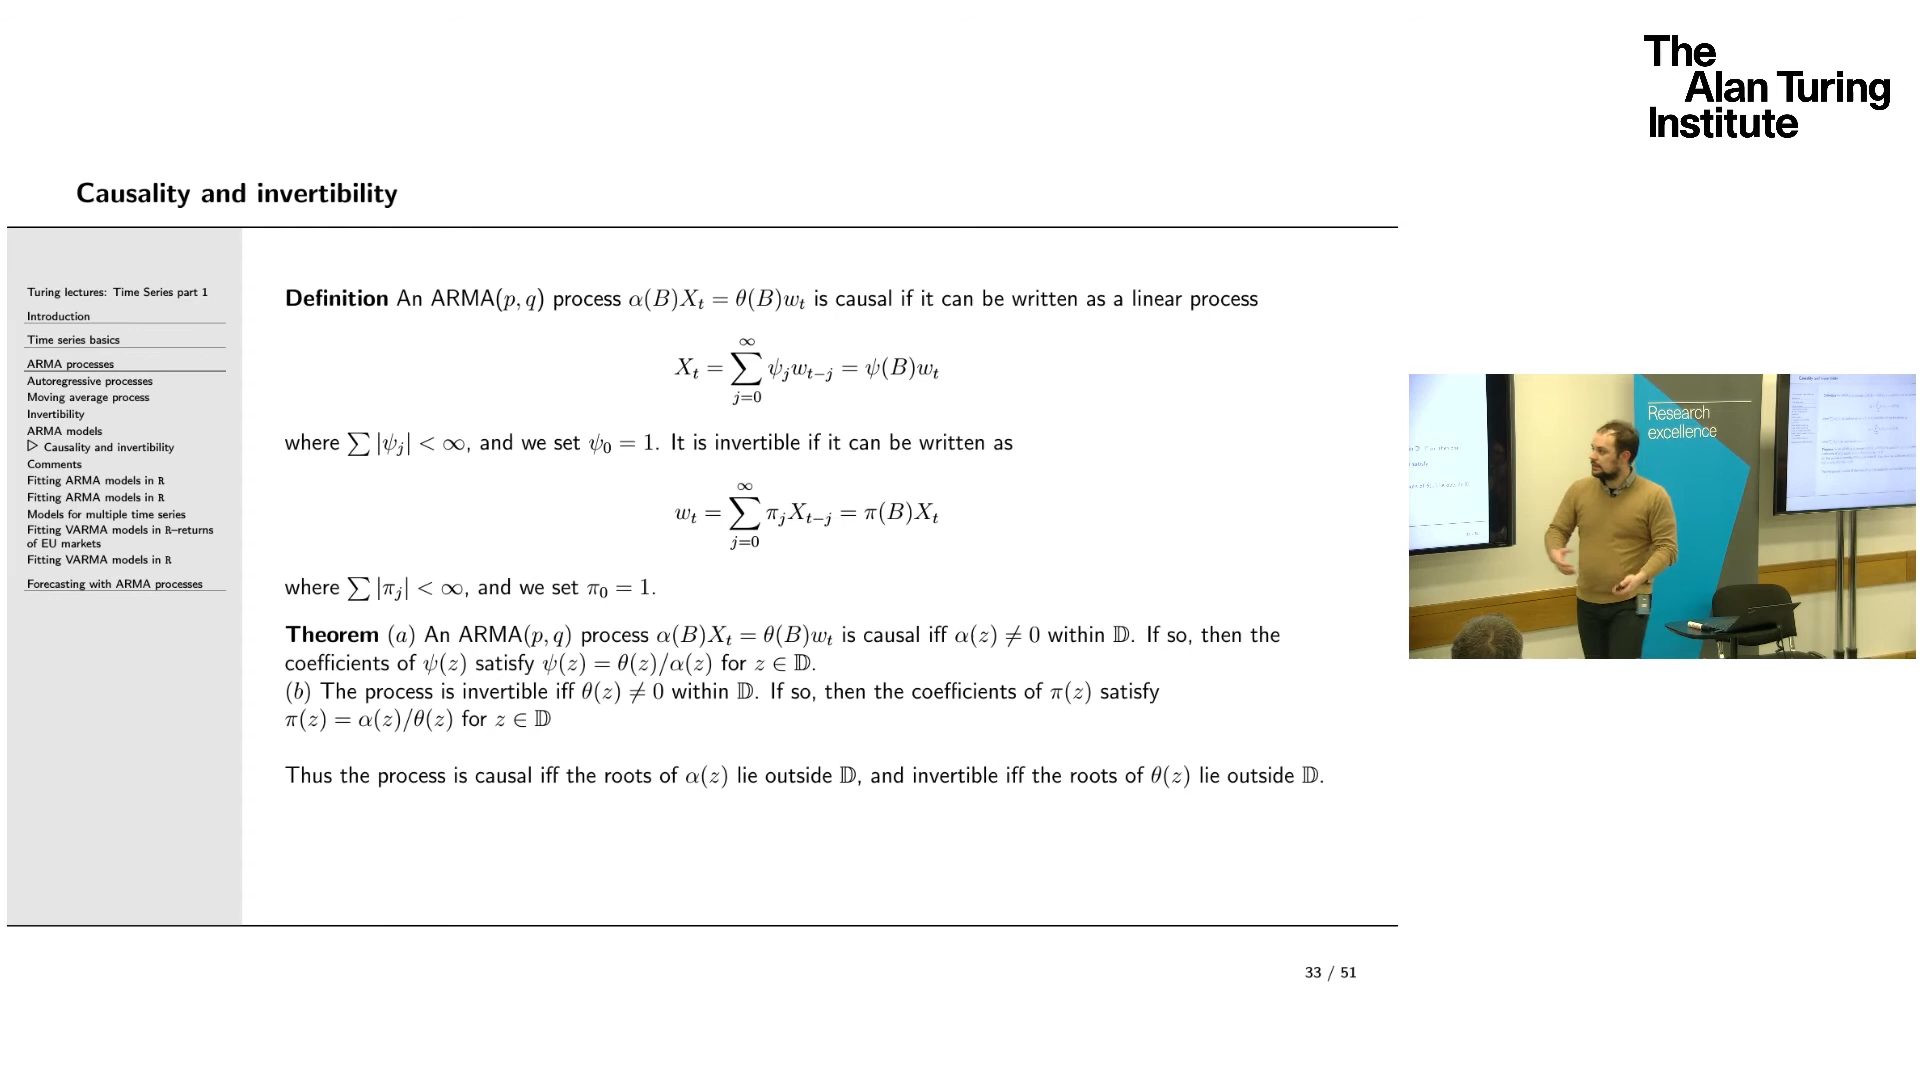 The
Alan Turing
Institute
Causality and invertibility
Turing lectures: Time Series part 1
Introduction
Time series basics
ARMA processes
Autoregressive processes
Moving average process
Invertibility
ARMA models
▷ Causality and invertibility
Comments
Fitting ARMA models in R
Fitting ARMA models in R
Models for multiple time series
Fitting VARMA models in R–returns
of EU markets
Fitting VARMA models in R
Forecasting with ARMA processes
Definition An ARMA(p, q) process α(B)X_t = θ(B)w_t is causal if it can be written as a linear process
X_t = ∑_{j=0}^{∞} ψ_j w_{t−j} = ψ(B)w_t
where ∑ |ψ_j| < ∞, and we set ψ_0 = 1. It is invertible if it can be written as
w_t = ∑_{j=0}^{∞} π_j X_{t−j} = π(B)X_t
where ∑ |π_j| < ∞, and we set π_0 = 1.
Theorem (a) An ARMA(p, q) process α(B)X_t = θ(B)w_t is causal iff α(z) ≠ 0 within 𝔻. If so, then the
coefficients of ψ(z) satisfy ψ(z) = θ(z)/α(z) for z ∈ 𝔻.
(b) The process is invertible iff θ(z) ≠ 0 within 𝔻. If so, then the coefficients of π(z) satisfy
π(z) = α(z)/θ(z) for z ∈ 𝔻
Thus the process is causal iff the roots of α(z) lie outside 𝔻, and invertible iff the roots of θ(z) lie outside 𝔻.
33 / 51
Research
excellence
Causality and invertibility